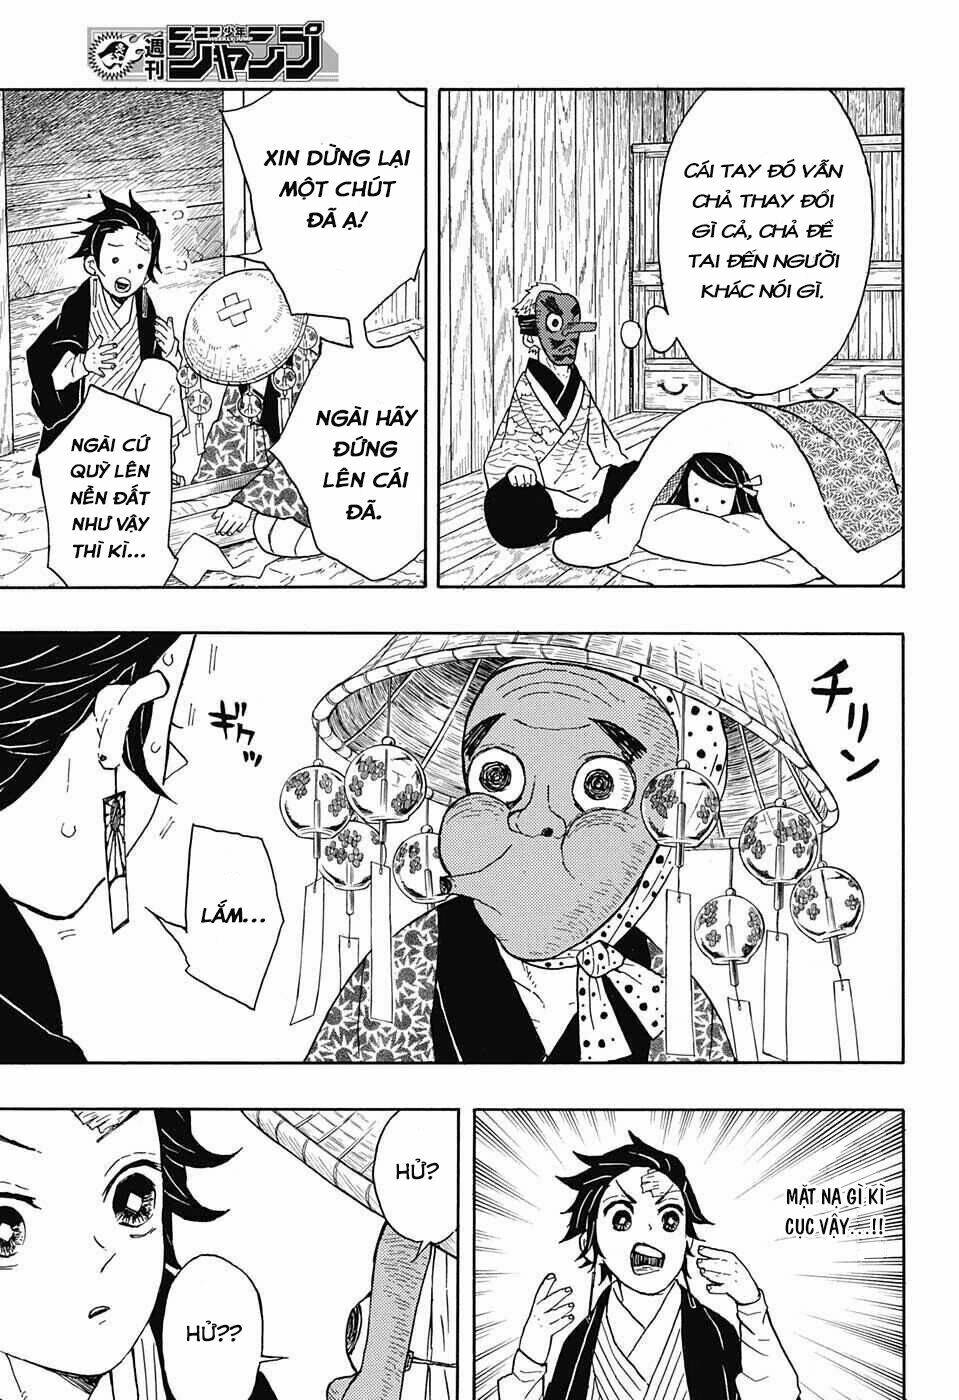 週刊
少年
ジャンプ
CÁI TAY ĐÓ VẪN
CHẢ THAY ĐỔI
GÌ CẢ, CHẢ ĐỂ
TAI ĐẾN NGƯỜI
KHÁC NÓI GÌ.
XIN DỪNG LẠI
MỘT CHÚT
ĐÃ Ạ!
NGÀI HÃY
ĐỨNG
LÊN CÁI
ĐÃ.
NGÀI CỨ
QUỲ LÊN
NỀN ĐẤT
NHƯ VẬY
THÌ KÌ...
チリン
ギクッ
LẮM...
MẶT NẠ GÌ KÌ
CỤC VẬY...!!
HỬ?
HỬ??